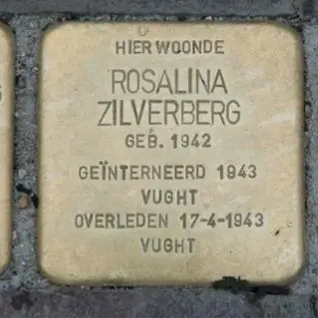 HIER WOONDE
ROSALINA
ZILVERBERG
GEB. 1942
GEÏNTERNEERD 1943
VUGHT
OVERLEDEN 17-4-1943
VUGHT